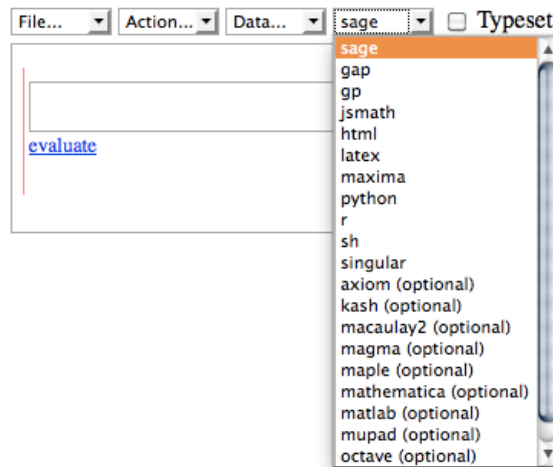 File... Action... Data... sage Typeset
sage
gap
gp
jsmath
html
latex
maxima
python
r
sh
singular
axiom (optional)
kash (optional)
macaulay2 (optional)
magma (optional)
maple (optional)
mathematica (optional)
matlab (optional)
mupad (optional)
octave (optional)
evaluate